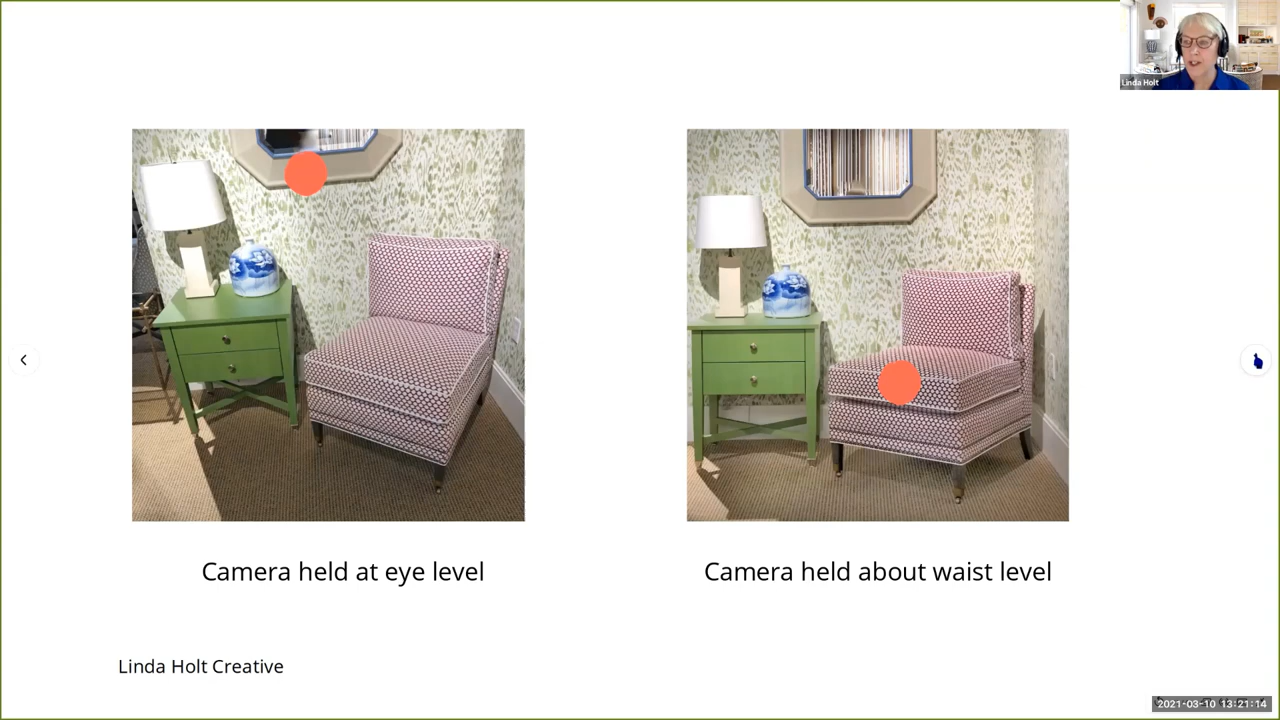 Linda Holt
Camera held at eye level
Camera held about waist level
Linda Holt Creative
2021-03-10 13:21:14